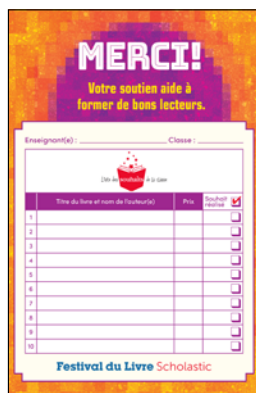 MERCI!
Votre soutien aide à
former de bons lecteurs.
Enseignant(e) : Classe :
souhaits
Titre du livre et nom de l'auteur(e) Prix Souhait
réalisé
1
2
3
4
5
6
7
8
9
10
Festival du Livre Scholastic